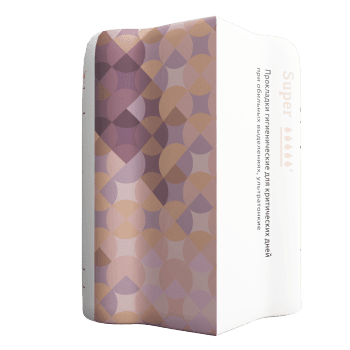 Super
Прокладки гигиенические для критических дней
при обильных выделениях, ультратонкие